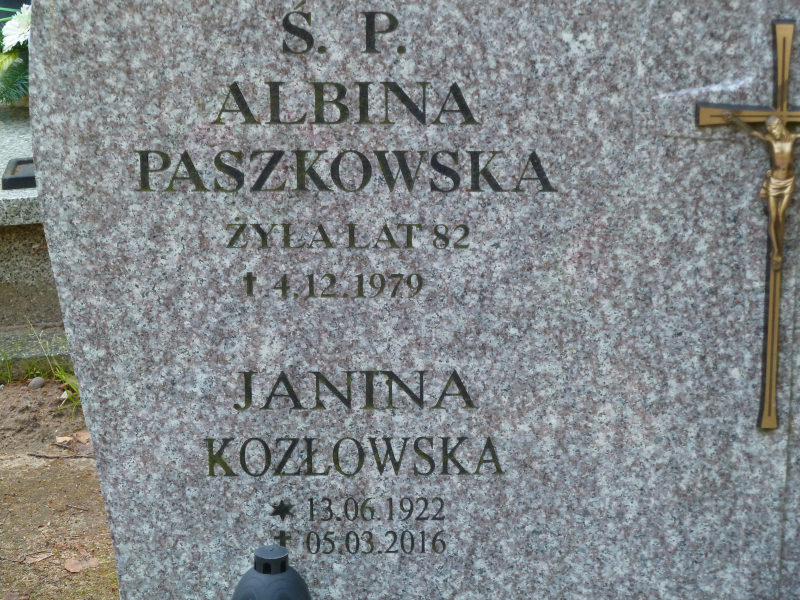 Ś. P.
ALBINA
PASZKOWSKA
ŻYŁA LAT 82
✝ 4.12.1979
JANINA
KOZŁOWSKA
✶ 13.06.1922
✝ 05.03.2016